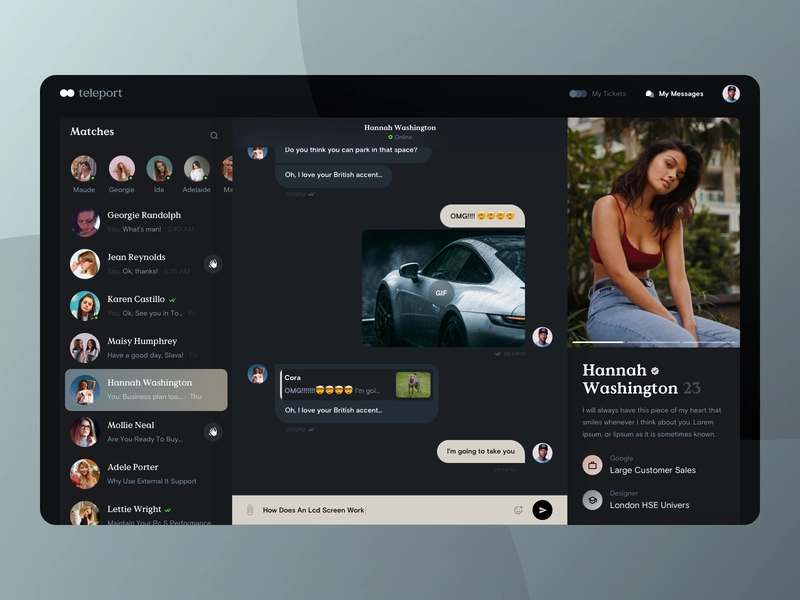 teleport
My Tickets
My Messages
Matches
Maude
Georgie
Ida
Adelaide
Ma
Georgie Randolph
You: What's man! · 9:40 AM
Jean Reynolds
You: Ok, thanks! · 9:25 AM
Karen Castillo
You: Ok, See you in To.. · Fri
Maisy Humphrey
Have a good day, Slava! · Fri
Hannah Washington
You: Business plan loo.. · Thu
Mollie Neal
Are You Ready To Buy...
Adele Porter
Why Use External It Support
Lettie Wright
Maintain Your Pc S Performance
Hannah Washington
Online
Do you think you can park in that space?
Oh, I love your British accent..
OMG!!!! 🤯🤯🤯🤯
GIF
Cora
OMG!!!!!!!🤯🤯🤯🤯 I'm goi..
Oh, I love your British accent..
I'm going to take you
How Does An Lcd Screen Work
Hannah
Washington 23
I will always have this piece of my heart that
smiles whenever I think about you. Lorem
ipsum, or lipsum as it is sometimes known.
Google
Large Customer Sales
Designer
London HSE Univers